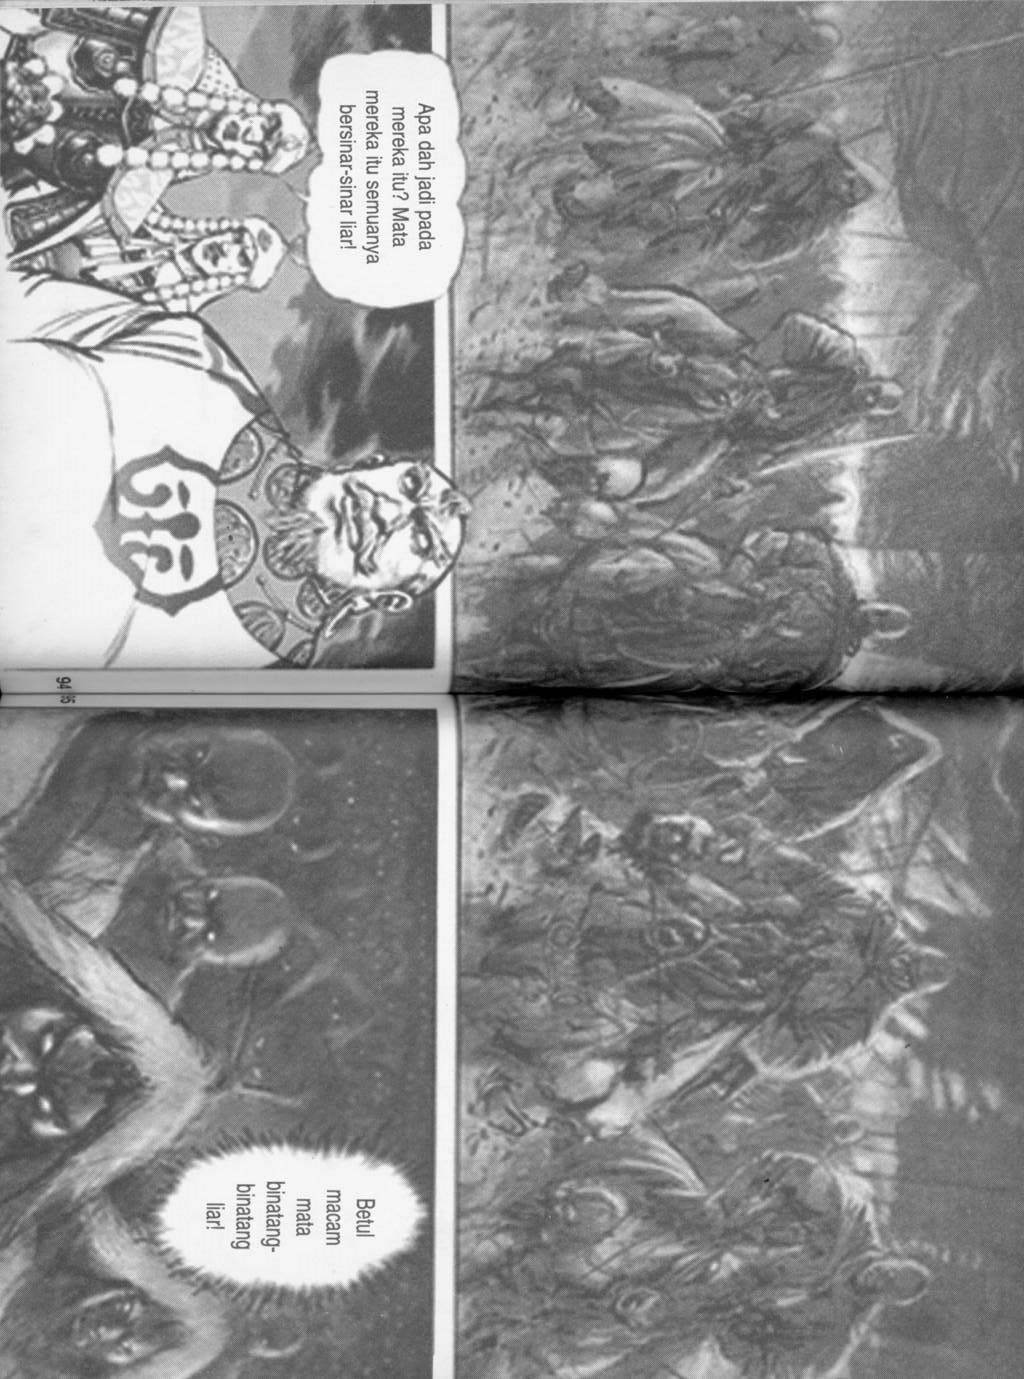 Apa dah jadi pada
mereka itu? Mata
mereka itu semuanya
bersinar-sinar liar!
94
95
Betul
macam
mata
binatang-
binatang
liar!